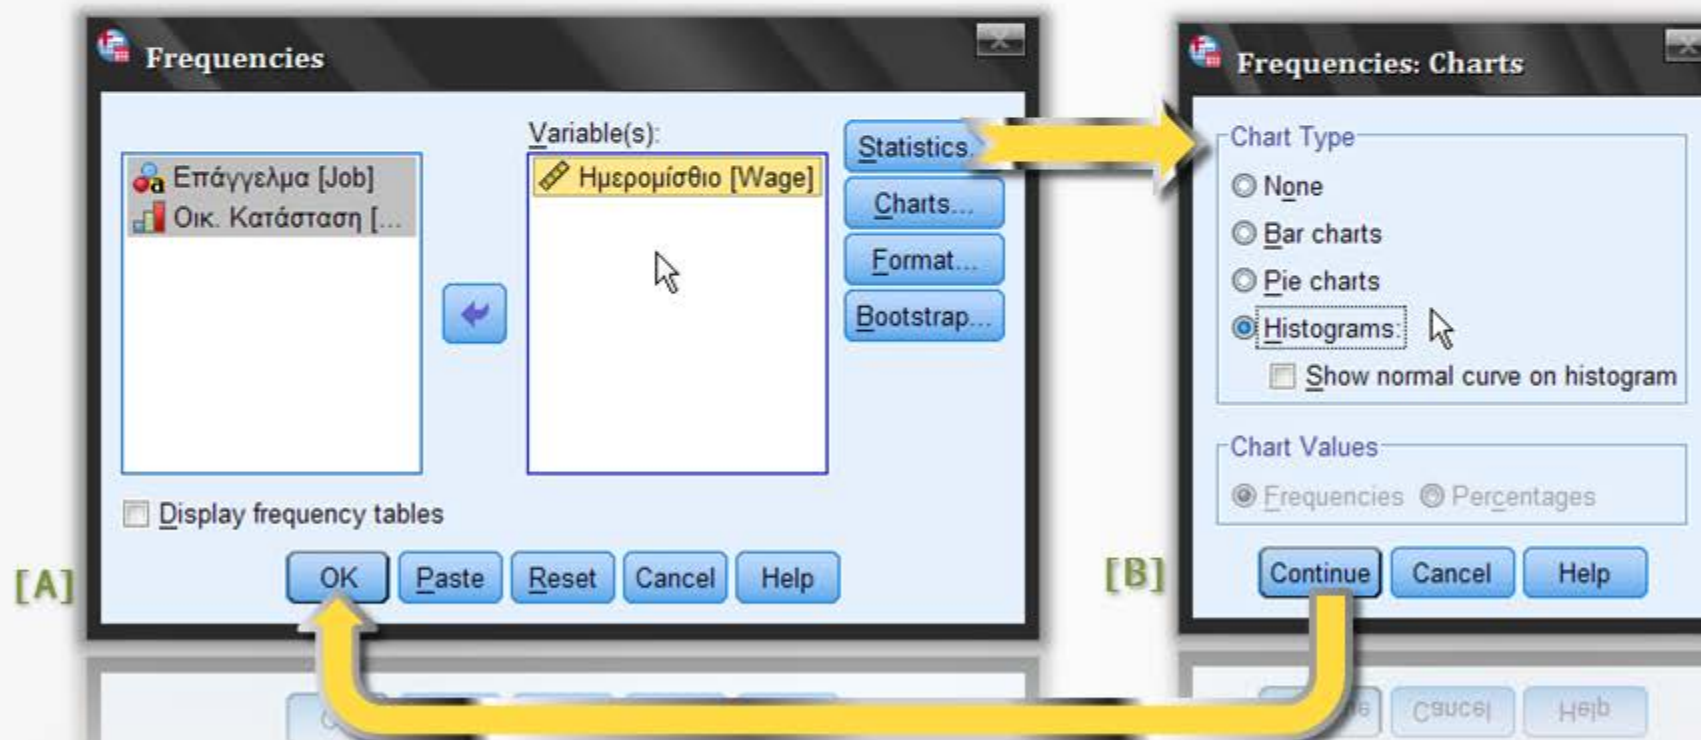 Frequencies
Variable(s):
Επάγγελμα [Job]
Οικ. Κατάσταση [...
Ημερομίσθιο [Wage]
Statistics
Charts...
Format...
Bootstrap...
Display frequency tables
OK
Paste
Reset
Cancel
Help
[A]
Frequencies: Charts
Chart Type
None
Bar charts
Pie charts
Histograms:
Show normal curve on histogram
Chart Values
Frequencies
Percentages
Continue
Cancel
Help
[B]